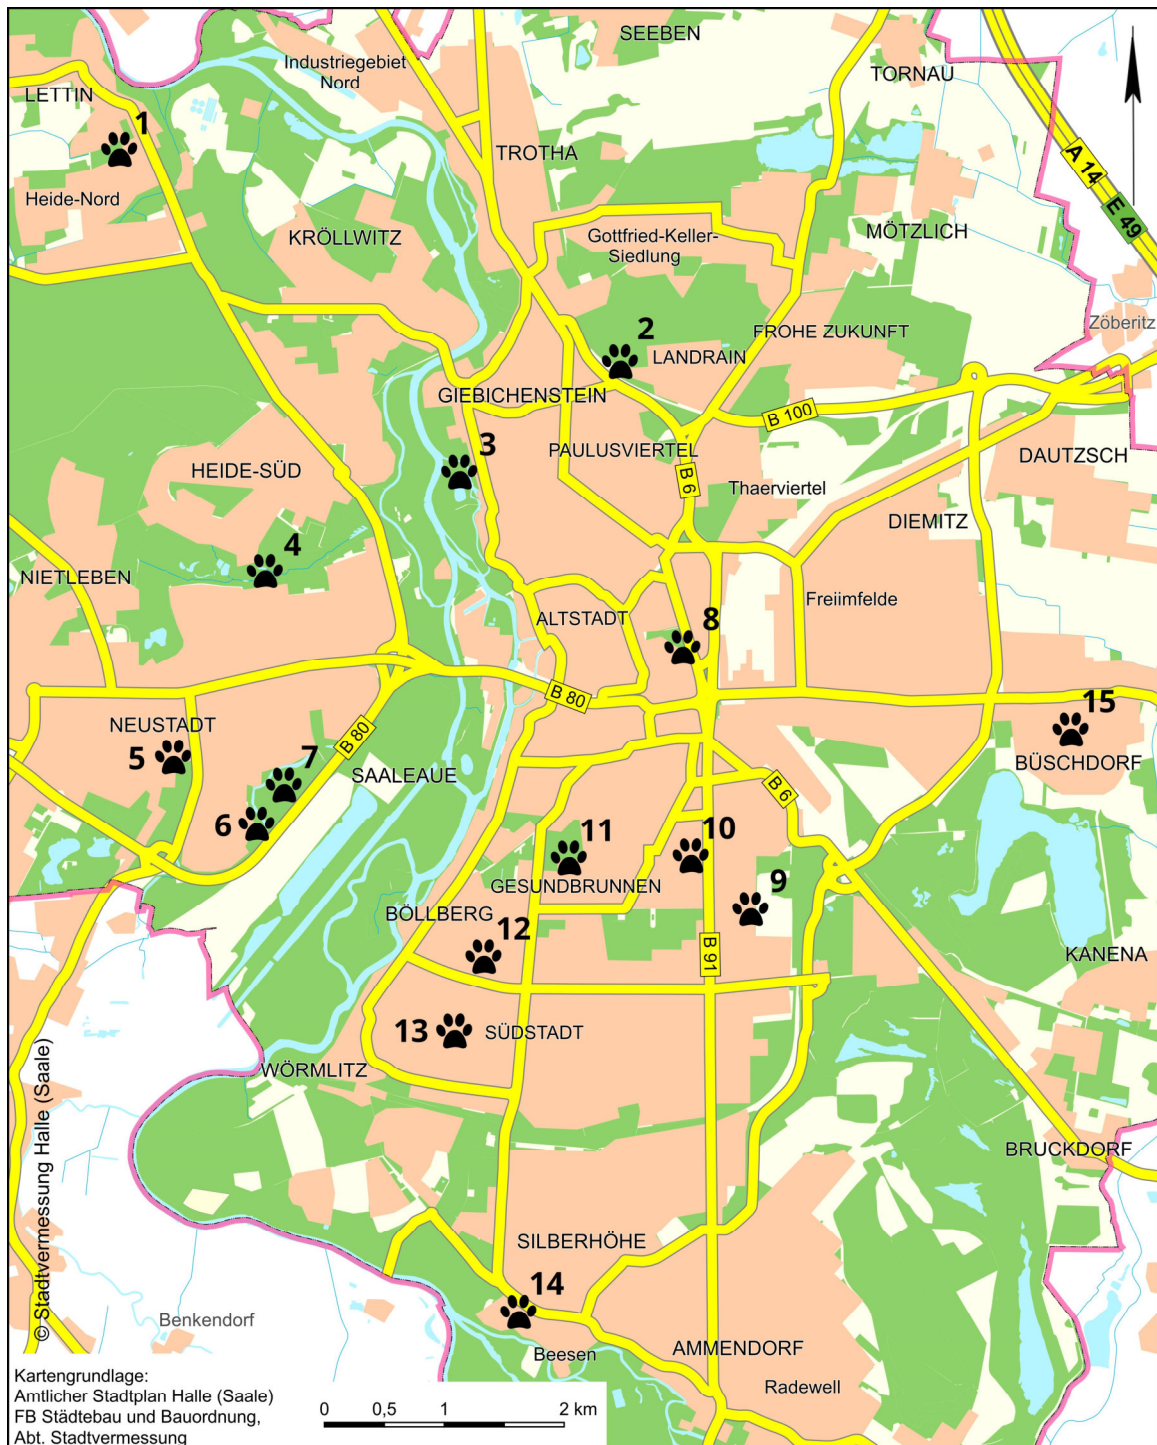 SEEBEN
Industriegebiet
Nord
TORNAU
LETTIN
1
TROTHA
A 14
E 49
Heide-Nord
KRÖLLWITZ
Gottfried-Keller-
Siedlung
MÖTZLICH
Zöberitz
2
FROHE ZUKUNFT
LANDRAIN
GIEBICHENSTEIN
B 100
3
PAULUSVIERTEL
HEIDE-SÜD
B 6
Thaerviertel
DAUTZSCH
DIEMITZ
4
NIETLEBEN
Freiimfelde
ALTSTADT
8
B 80
15
NEUSTADT
5
7
B 80
SAALEAUE
BÜSCHDORF
B 6
6
11
10
GESUNDBRUNNEN
9
BÖLLBERG
12
B 91
KANENA
13
SÜDSTADT
WÖRMLITZ
BRUCKDORF
SILBERHÖHE
14
Benkendorf
Beesen
AMMENDORF
Radewell
© Stadtvermessung Halle (Saale)
Kartengrundlage:
Amtlicher Stadtplan Halle (Saale)
FB Städtebau und Bauordnung,
Abt. Stadtvermessung
0 0,5 1 2 km